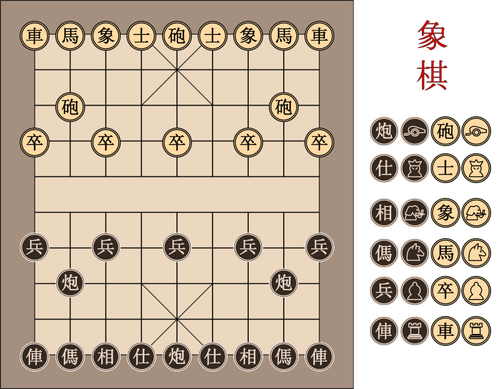 車馬象士砲士象馬車
砲砲
卒卒卒卒卒
兵兵兵兵兵
炮炮
俥傌相仕炮仕相傌俥
象
棋
炮砲
仕士
相象
傌馬
兵卒
俥車